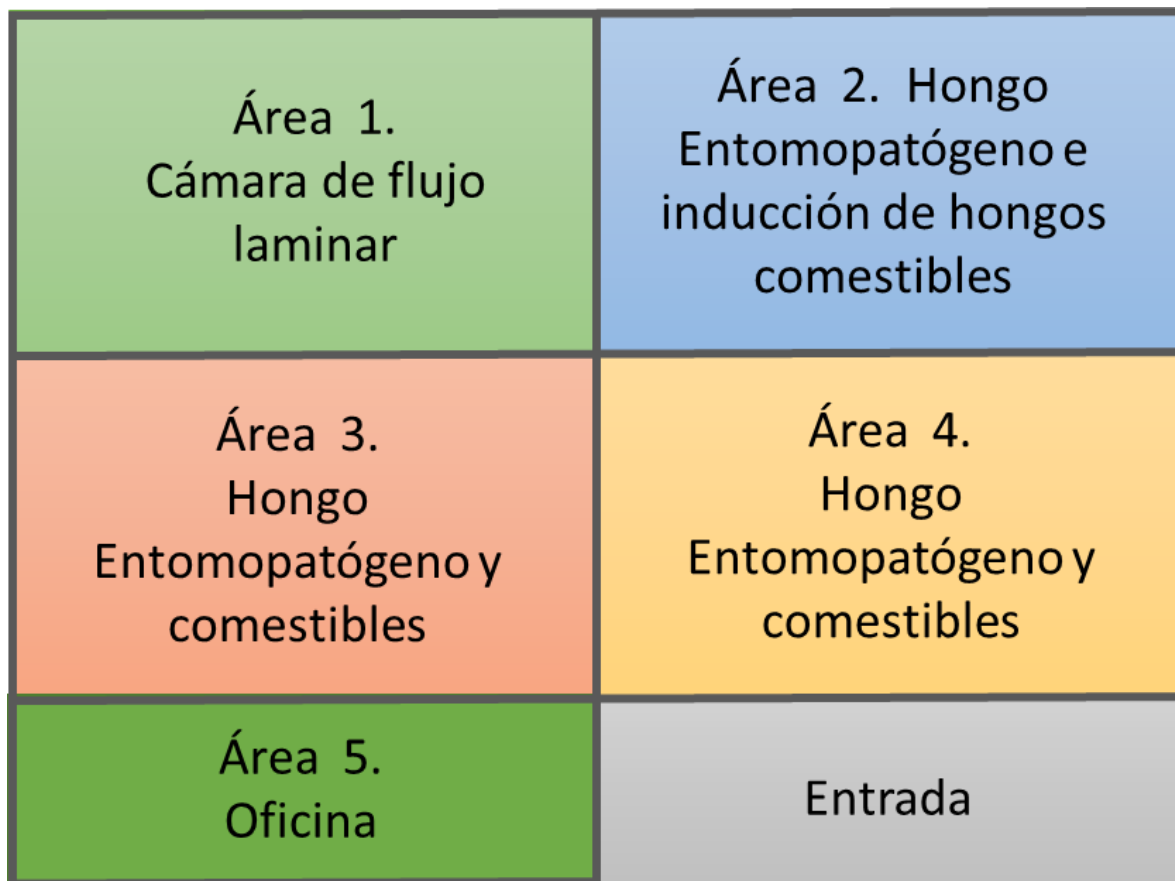 Área 1.
Cámara de flujo
laminar
Área 2. Hongo
Entomopatógeno e
inducción de hongos
comestibles
Área 3.
Hongo
Entomopatógeno y
comestibles
Área 4.
Hongo
Entomopatógeno y
comestibles
Área 5.
Oficina
Entrada